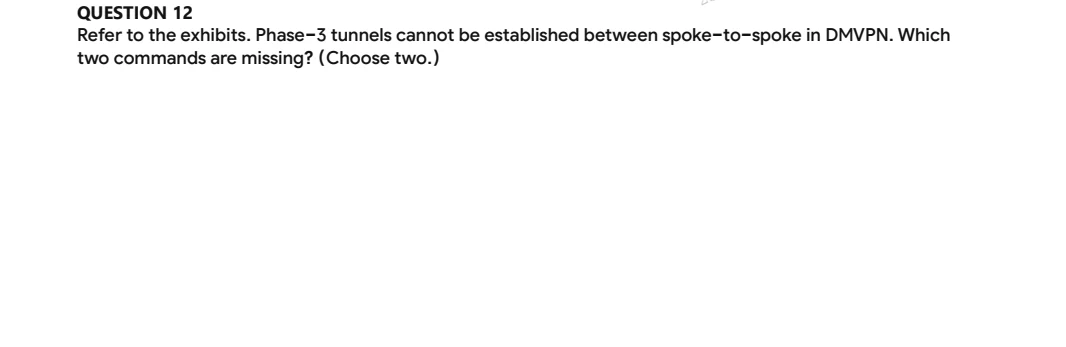 QUESTION 12
Refer to the exhibits. Phase-3 tunnels cannot be established between spoke-to-spoke in DMVPN. Which
two commands are missing? (Choose two.)